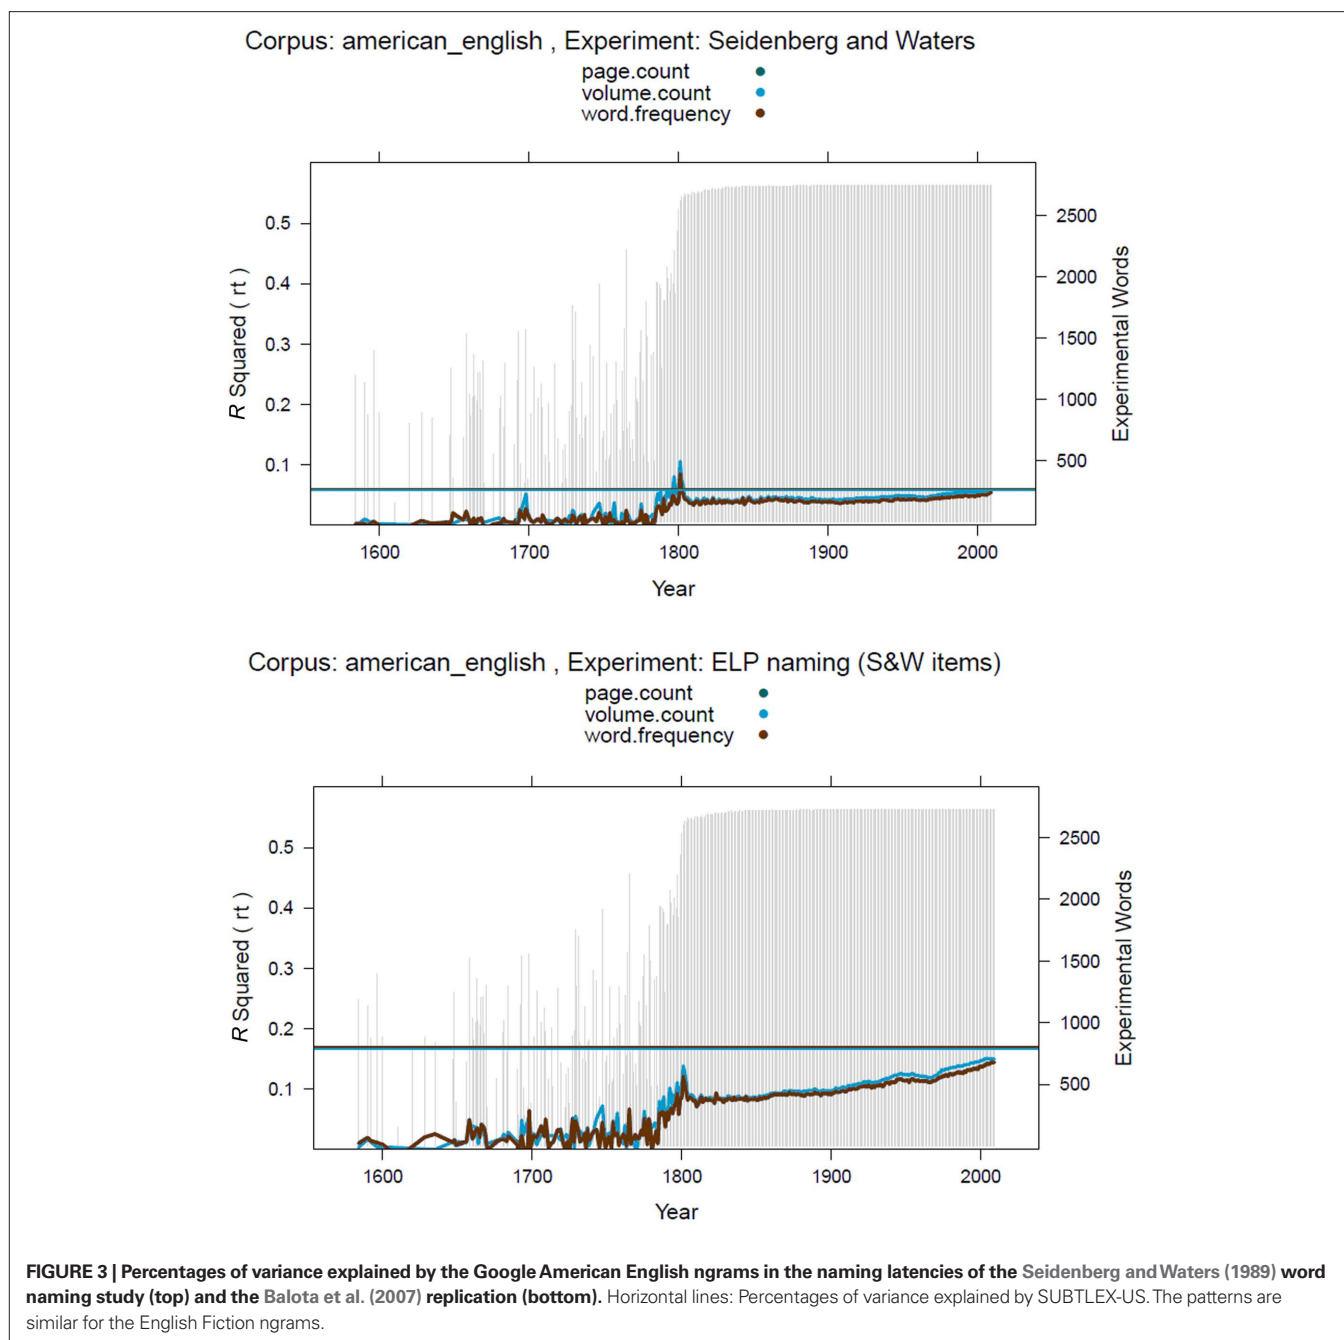 Corpus: american_english , Experiment: Seidenberg and Waters
page.count
volume.count
word.frequency
0.5
0.4
0.3
0.2
0.1
R Squared ( rt )
2500
2000
1500
1000
500
Experimental Words
1600 1700 1800 1900 2000
Year
Corpus: american_english , Experiment: ELP naming (S&W items)
page.count
volume.count
word.frequency
0.5
0.4
0.3
0.2
0.1
R Squared ( rt )
2500
2000
1500
1000
500
Experimental Words
1600 1700 1800 1900 2000
Year
FIGURE 3 | Percentages of variance explained by the Google American English ngrams in the naming latencies of the Seidenberg and Waters (1989) word
naming study (top) and the Balota et al. (2007) replication (bottom). Horizontal lines: Percentages of variance explained by SUBTLEX-US. The patterns are
similar for the English Fiction ngrams.